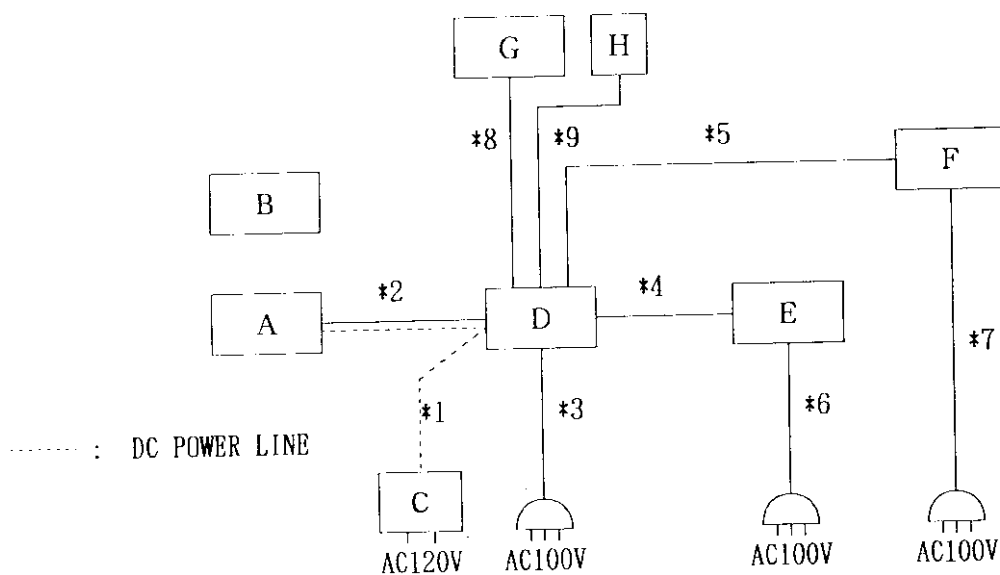 G
H
*8
*9
*5
F
B
*2
A
D
*4
E
*7
*1
*3
*6
: DC POWER LINE
C
AC120V
AC100V
AC100V
AC100V